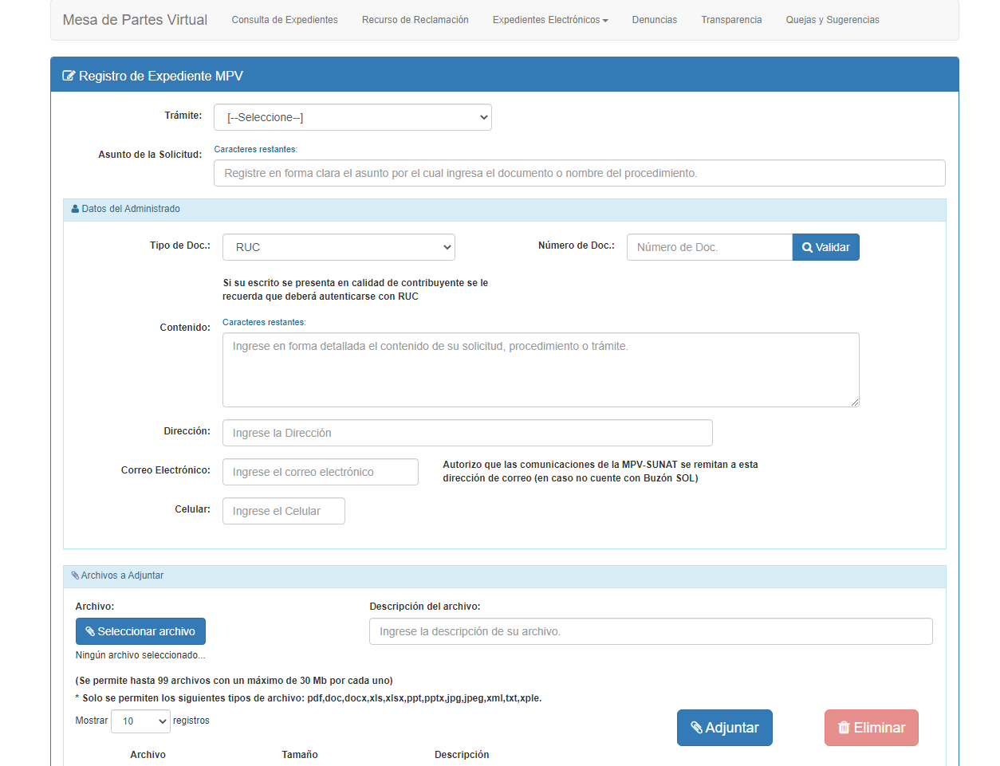 Mesa de Partes Virtual Consulta de Expedientes Recurso de Reclamación Expedientes Electrónicos Denuncias Transparencia Quejas y Sugerencias
Registro de Expediente MPV
Trámite: [--Seleccione--]
Asunto de la Solicitud: Caracteres restantes:
Registre en forma clara el asunto por el cual ingresa el documento o nombre del procedimiento.
Datos del Administrado
Tipo de Doc.: RUC Número de Doc.: Número de Doc. Validar
Si su escrito se presenta en calidad de contribuyente se le
recuerda que deberá autenticarse con RUC
Contenido: Caracteres restantes:
Ingrese en forma detallada el contenido de su solicitud, procedimiento o trámite.
Dirección: Ingrese la Dirección
Correo Electrónico: Ingrese el correo electrónico Autorizo que las comunicaciones de la MPV-SUNAT se remitan a esta
dirección de correo (en caso no cuente con Buzón SOL)
Celular: Ingrese el Celular
Archivos a Adjuntar
Archivo: Descripción del archivo:
Seleccionar archivo Ingrese la descripción de su archivo.
Ningún archivo seleccionado...
(Se permite hasta 99 archivos con un máximo de 30 Mb por cada uno)
* Solo se permiten los siguientes tipos de archivo: pdf,doc,docx,xls,xlsx,ppt,pptx,jpg,jpeg,xml,txt,xple.
Mostrar 10 registros Adjuntar Eliminar
Archivo Tamaño Descripción